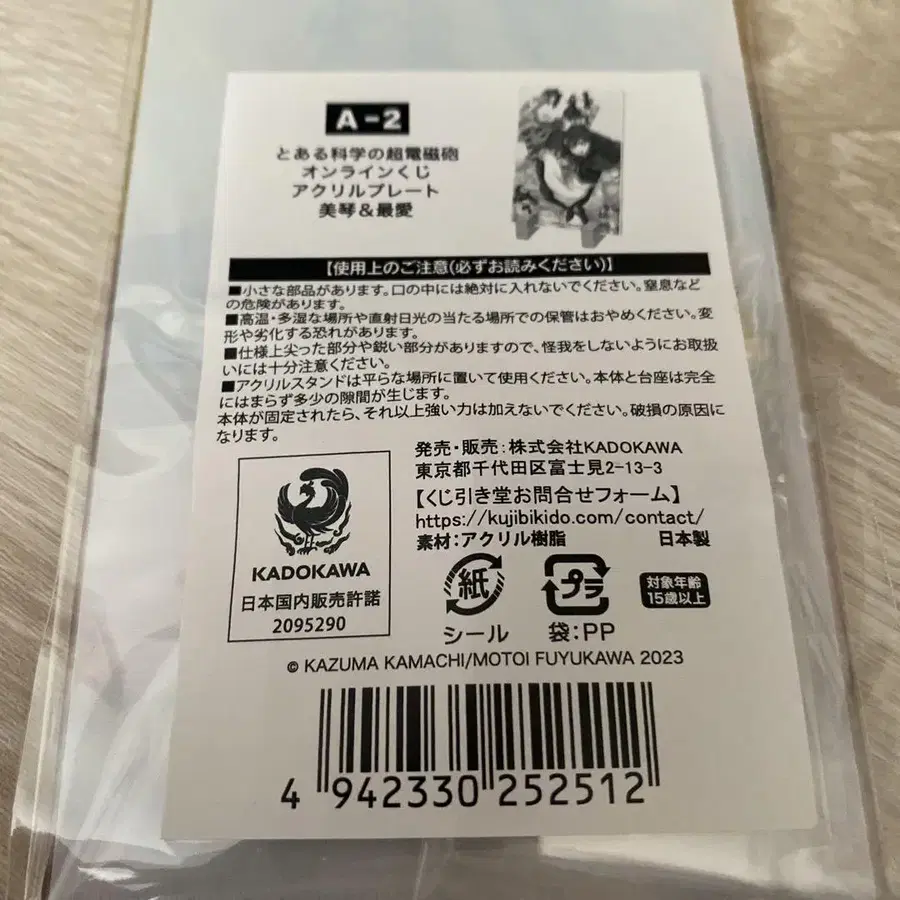 A-2
とある科学の超電磁砲
オンラインくじ
アクリルプレート
美琴&最愛
【使用上のご注意(必ずお読みください)】
■小さな部品があります。口の中には絶対に入れないでください。窒息など
の危険があります。
■高温・多湿な場所や直射日光の当たる場所での保管はおやめください。変
形や劣化する恐れがあります。
■仕様上尖った部分や鋭い部分がありますので、怪我をしないようにお取扱
いには十分注意ください。
■アクリルスタンドは平らな場所に置いて使用ください。本体と台座は完全
にはまらず多少の隙間が生じます。
本体が固定されたら、それ以上強い力は加えないでください。破損の原因に
なります。
発売・販売:株式会社KADOKAWA
東京都千代田区富士見2-13-3
【くじ引き堂お問合せフォーム】
https://kujibikido.com/contact/
素材:アクリル樹脂 日本製
KADOKAWA
日本国内販売許諾
2095290
紙
シール
プラ
袋:PP
対象年齢
15歳以上
© KAZUMA KAMACHI/MOTOI FUYUKAWA 2023
4 942330 252512